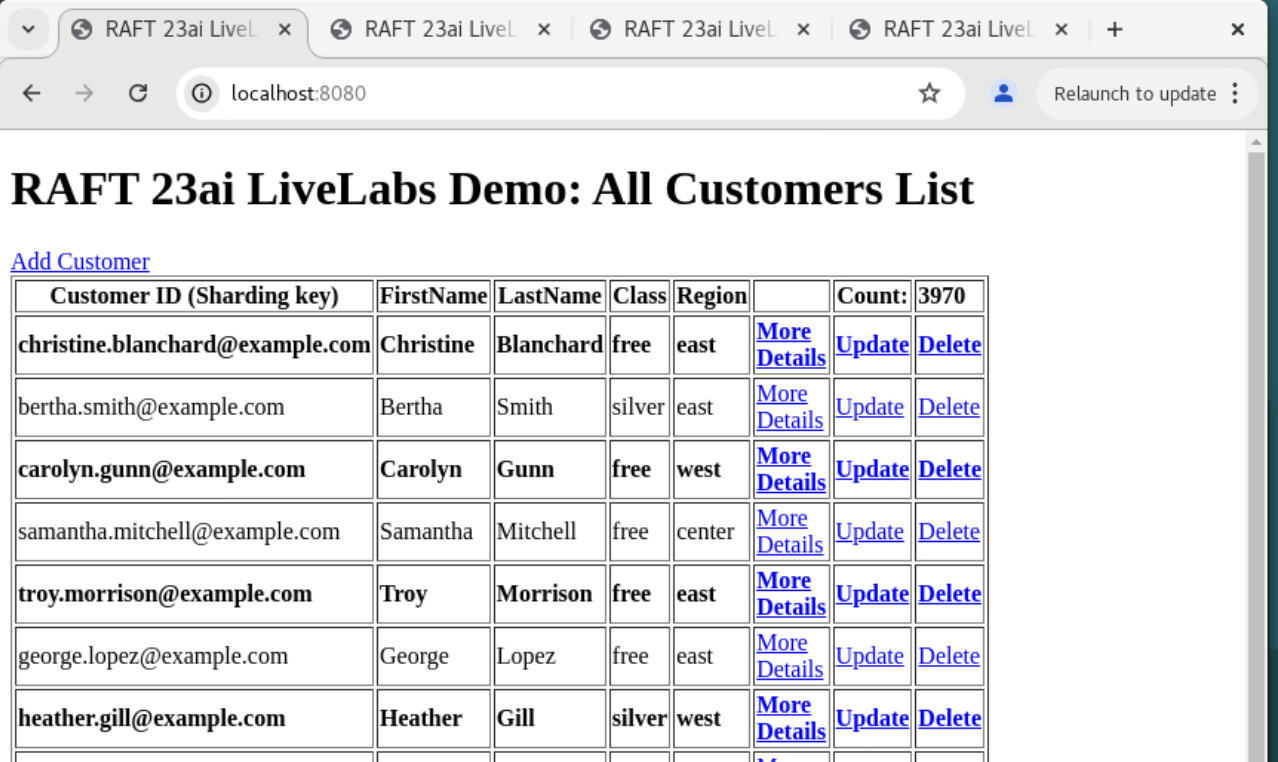 RAFT 23ai LiveL RAFT 23ai LiveL RAFT 23ai LiveL RAFT 23ai LiveL
localhost:8080 Relaunch to update
RAFT 23ai LiveLabs Demo: All Customers List
Add Customer
Customer ID (Sharding key) FirstName LastName Class Region Count: 3970
christine.blanchard@example.com Christine Blanchard free east More Details Update Delete
bertha.smith@example.com Bertha Smith silver east More Details Update Delete
carolyn.gunn@example.com Carolyn Gunn free west More Details Update Delete
samantha.mitchell@example.com Samantha Mitchell free center More Details Update Delete
troy.morrison@example.com Troy Morrison free east More Details Update Delete
george.lopez@example.com George Lopez free east More Details Update Delete
heather.gill@example.com Heather Gill silver west More Details Update Delete